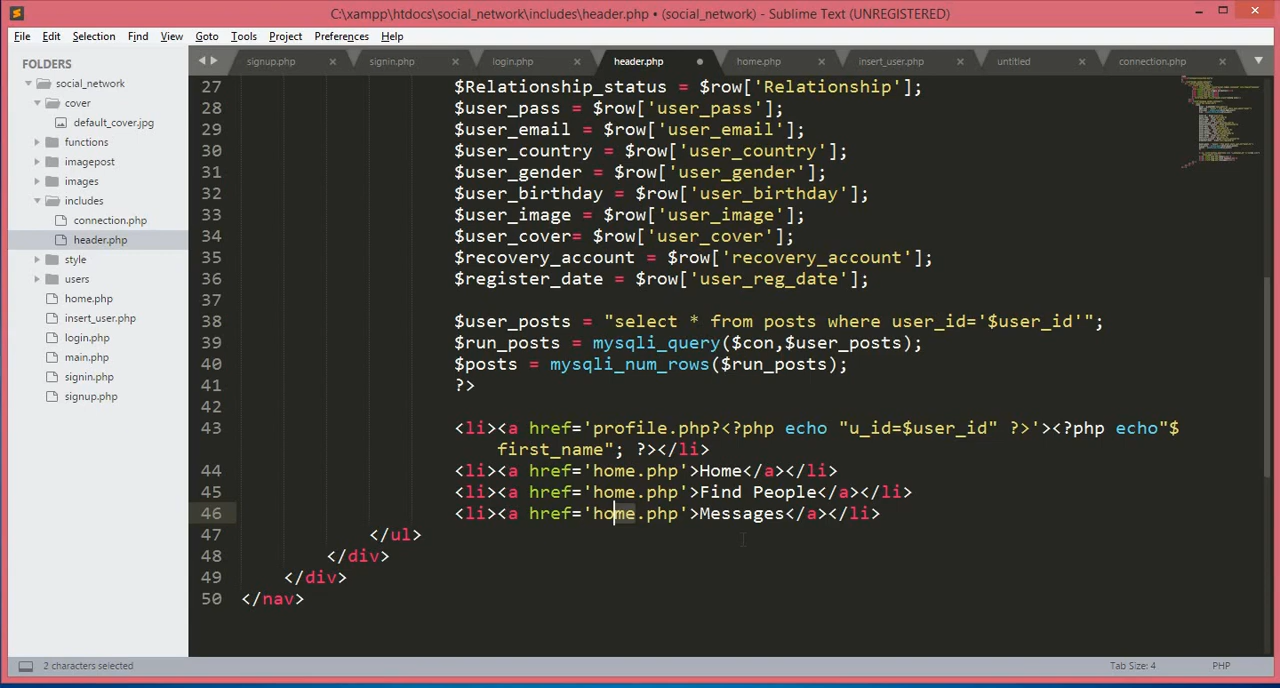 C:\xampp\htdocs\social_network\includes\header.php • (social_network) - Sublime Text (UNREGISTERED)
File Edit Selection Find View Goto Tools Project Preferences Help
FOLDERS
social_network
cover
default_cover.jpg
functions
imagepost
images
includes
connection.php
header.php
style
users
home.php
insert_user.php
login.php
main.php
signin.php
signup.php
signup.php signin.php login.php header.php home.php insert_user.php untitled connection.php
27 $Relationship_status = $row['Relationship'];
28 $user_pass = $row['user_pass'];
29 $user_email = $row['user_email'];
30 $user_country = $row['user_country'];
31 $user_gender = $row['user_gender'];
32 $user_birthday = $row['user_birthday'];
33 $user_image = $row['user_image'];
34 $user_cover= $row['user_cover'];
35 $recovery_account = $row['recovery_account'];
36 $register_date = $row['user_reg_date'];
37
38 $user_posts = "select * from posts where user_id='$user_id'";
39 $run_posts = mysqli_query($con,$user_posts);
40 $posts = mysqli_num_rows($run_posts);
41 ?>
42
43 <li><a href='profile.php?<?php echo "u_id=$user_id" ?>'><?php echo"$
first_name"; ?></li>
44 <li><a href='home.php'>Home</a></li>
45 <li><a href='home.php'>Find People</a></li>
46 <li><a href='home.php'>Messages</a></li>
47 </ul>
48 </div>
49 </div>
50 </nav>
2 characters selected Tab Size: 4 PHP